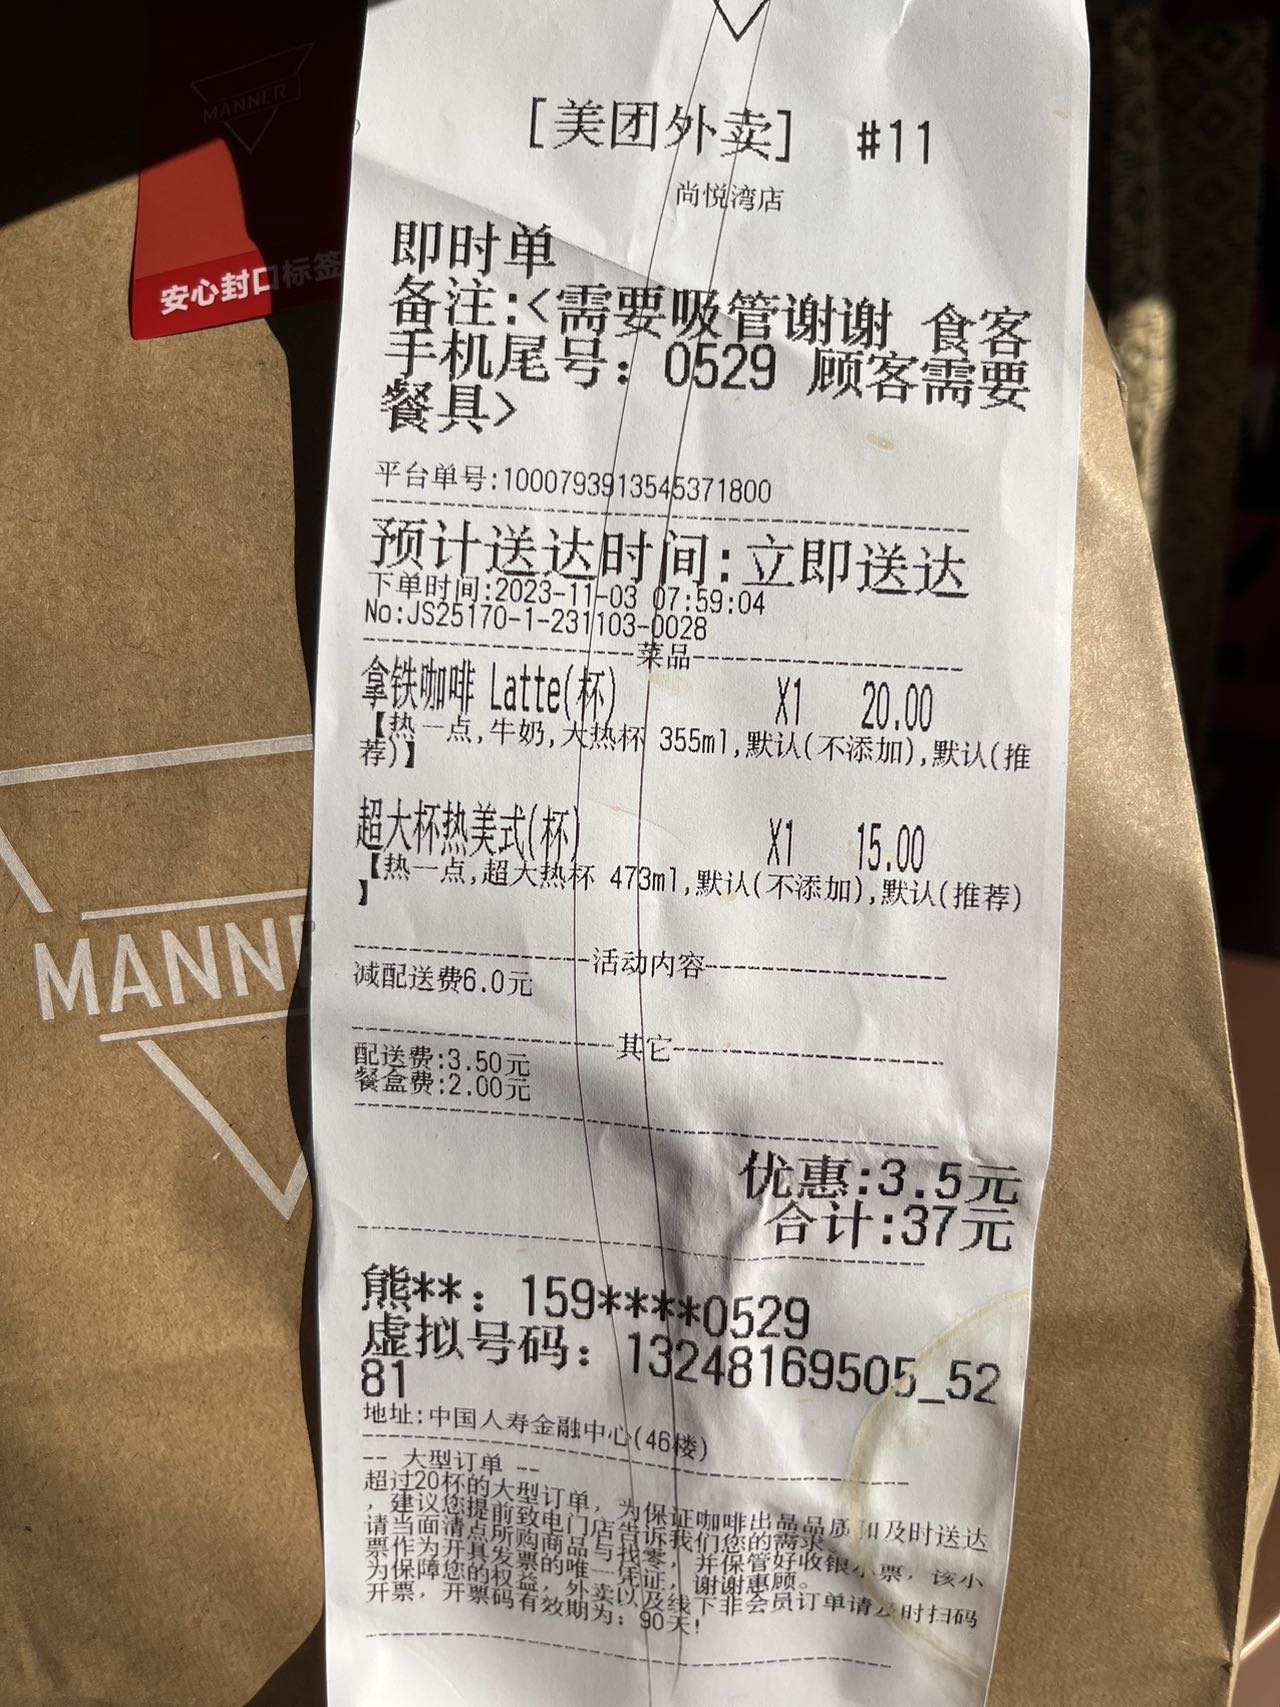 MANNER
安心封口标签
MANNE
[美团外卖] #11
尚悦湾店
即时单
备注:<需要吸管谢谢 食客
手机尾号: 0529 顾客需要
餐具>
平台单号:1000793913545371800
预计送达时间:立即送达
下单时间:2023-11-03 07:59:04
No:JS25170-1-231103-0028
菜品
拿铁咖啡 Latte(杯) X1 20.00
【热一点,牛奶,大热杯 355ml,默认(不添加),默认(推
荐)】
超大杯热美式(杯) X1 15.00
【热一点,超大热杯 473ml,默认(不添加),默认(推荐)
】
活动内容
减配送费6.0元
其它
配送费:3.50元
餐盒费:2.00元
优惠:3.5元
合计:37元
熊**: 159****0529
虚拟号码: 13248169505_52
81
地址:中国人寿金融中心(46楼)
-- 大型订单 --
超过20杯的大型订单, 为保证咖啡出品品质和及时送达
, 建议您提前致电门店告诉我们您的需求
请当面清点所购商品与找零, 并保管好收银小票, 该小
票作为开具发票的唯一凭证, 谢谢惠顾。
为保障您的权益, 外卖以及线下非会员订单请及时扫码
开票, 开票码有效期为: 90天!